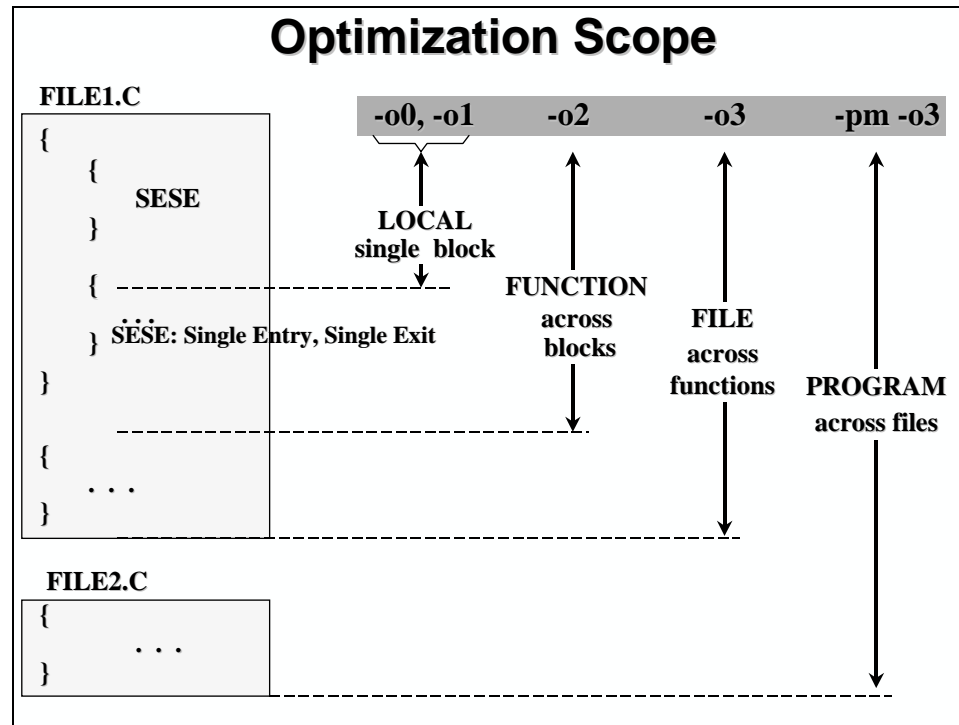 Optimization Scope
FILE1.C
-o0, -o1 -o2 -o3 -pm -o3
{
{
SESE
}
{
. . .
} SESE: Single Entry, Single Exit
}
{
. . .
}
LOCAL
single block
FUNCTION
across
blocks
FILE
across
functions
PROGRAM
across files
FILE2.C
{
. . .
}